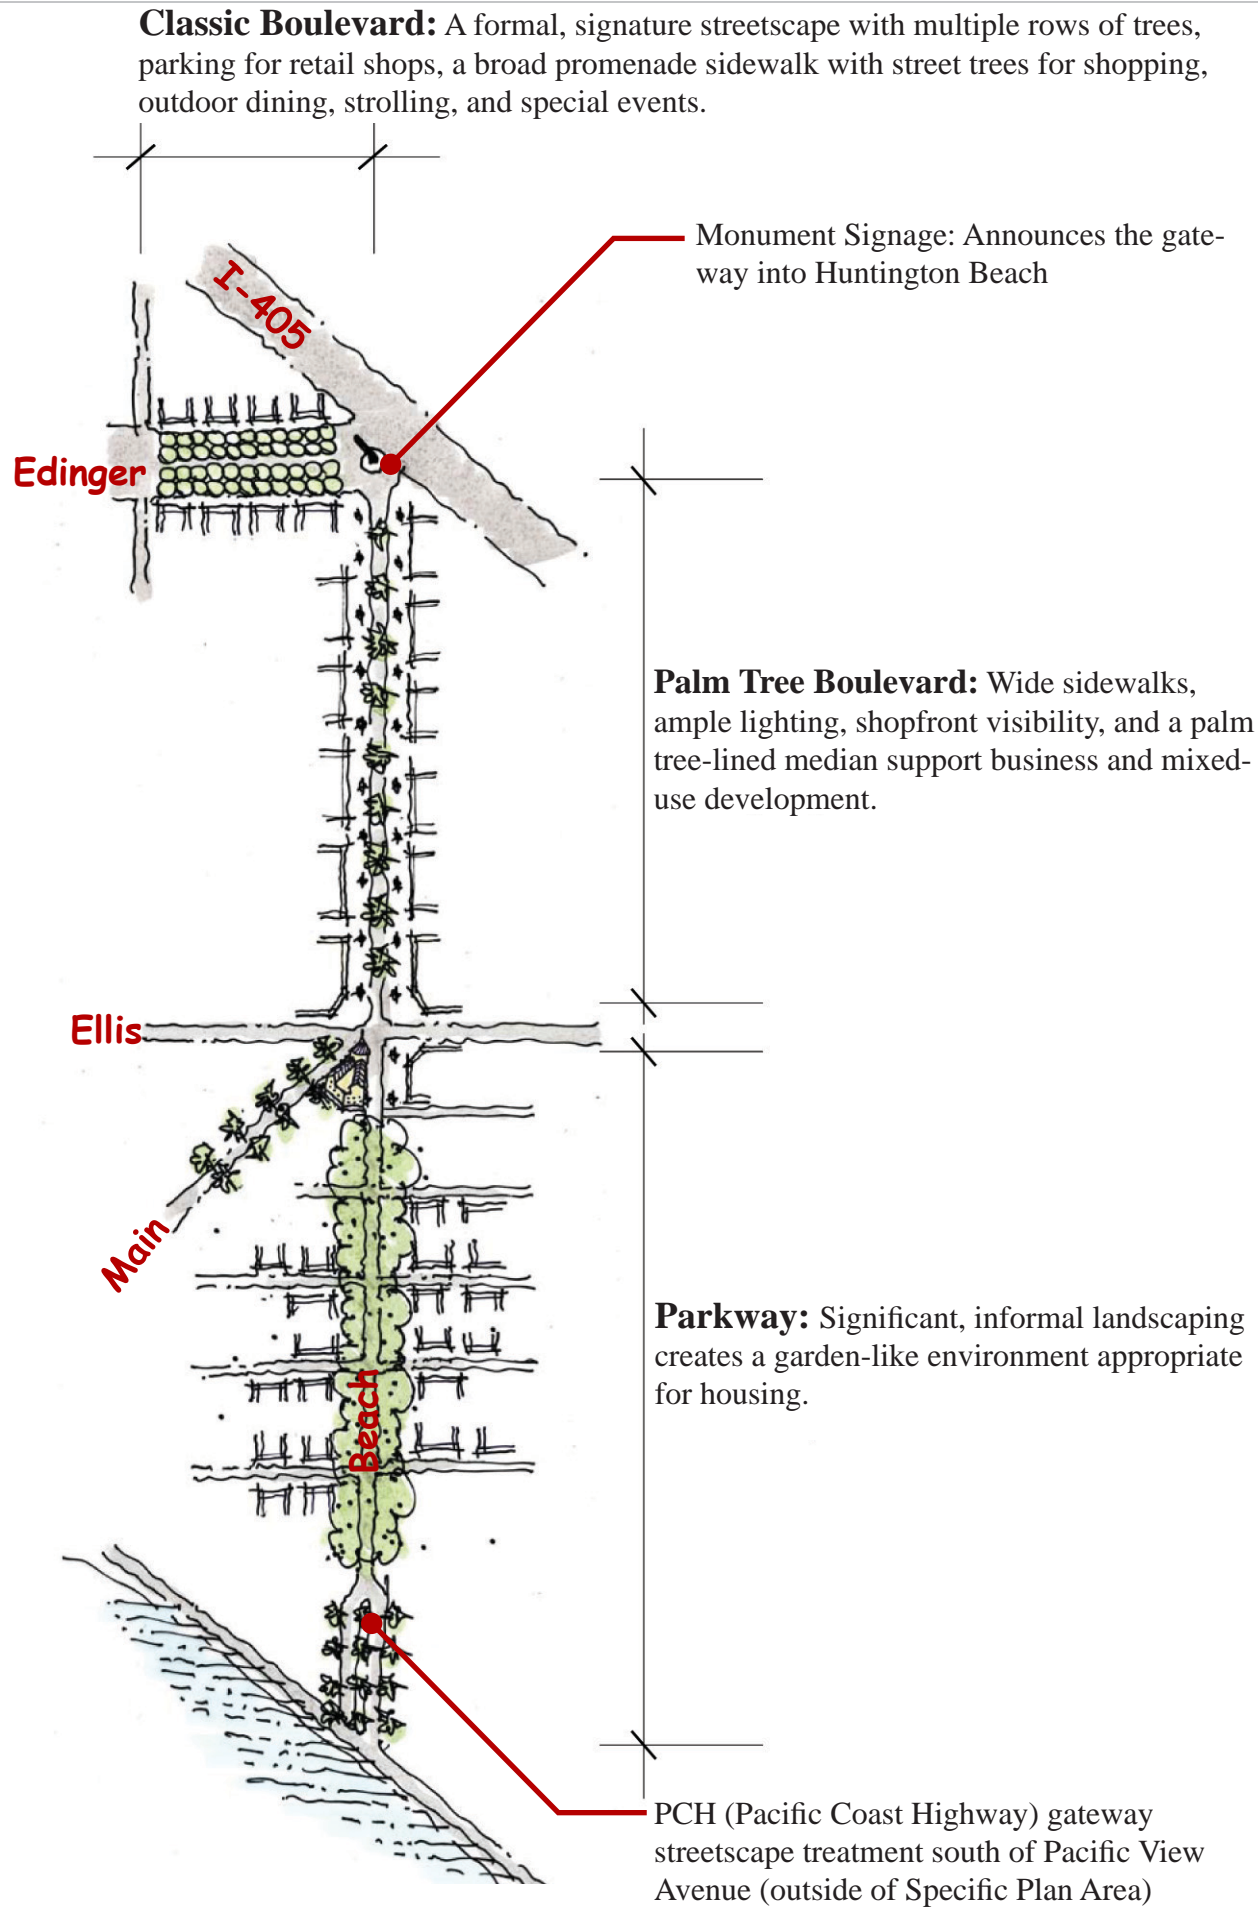 Classic Boulevard: A formal, signature streetscape with multiple rows of trees,
parking for retail shops, a broad promenade sidewalk with street trees for shopping,
outdoor dining, strolling, and special events.
Monument Signage: Announces the gate-
way into Huntington Beach
I-405
Edinger
Palm Tree Boulevard: Wide sidewalks,
ample lighting, shopfront visibility, and a palm
tree-lined median support business and mixed-
use development.
Ellis
Main
Parkway: Significant, informal landscaping
creates a garden-like environment appropriate
for housing.
Beach
PCH (Pacific Coast Highway) gateway
streetscape treatment south of Pacific View
Avenue (outside of Specific Plan Area)